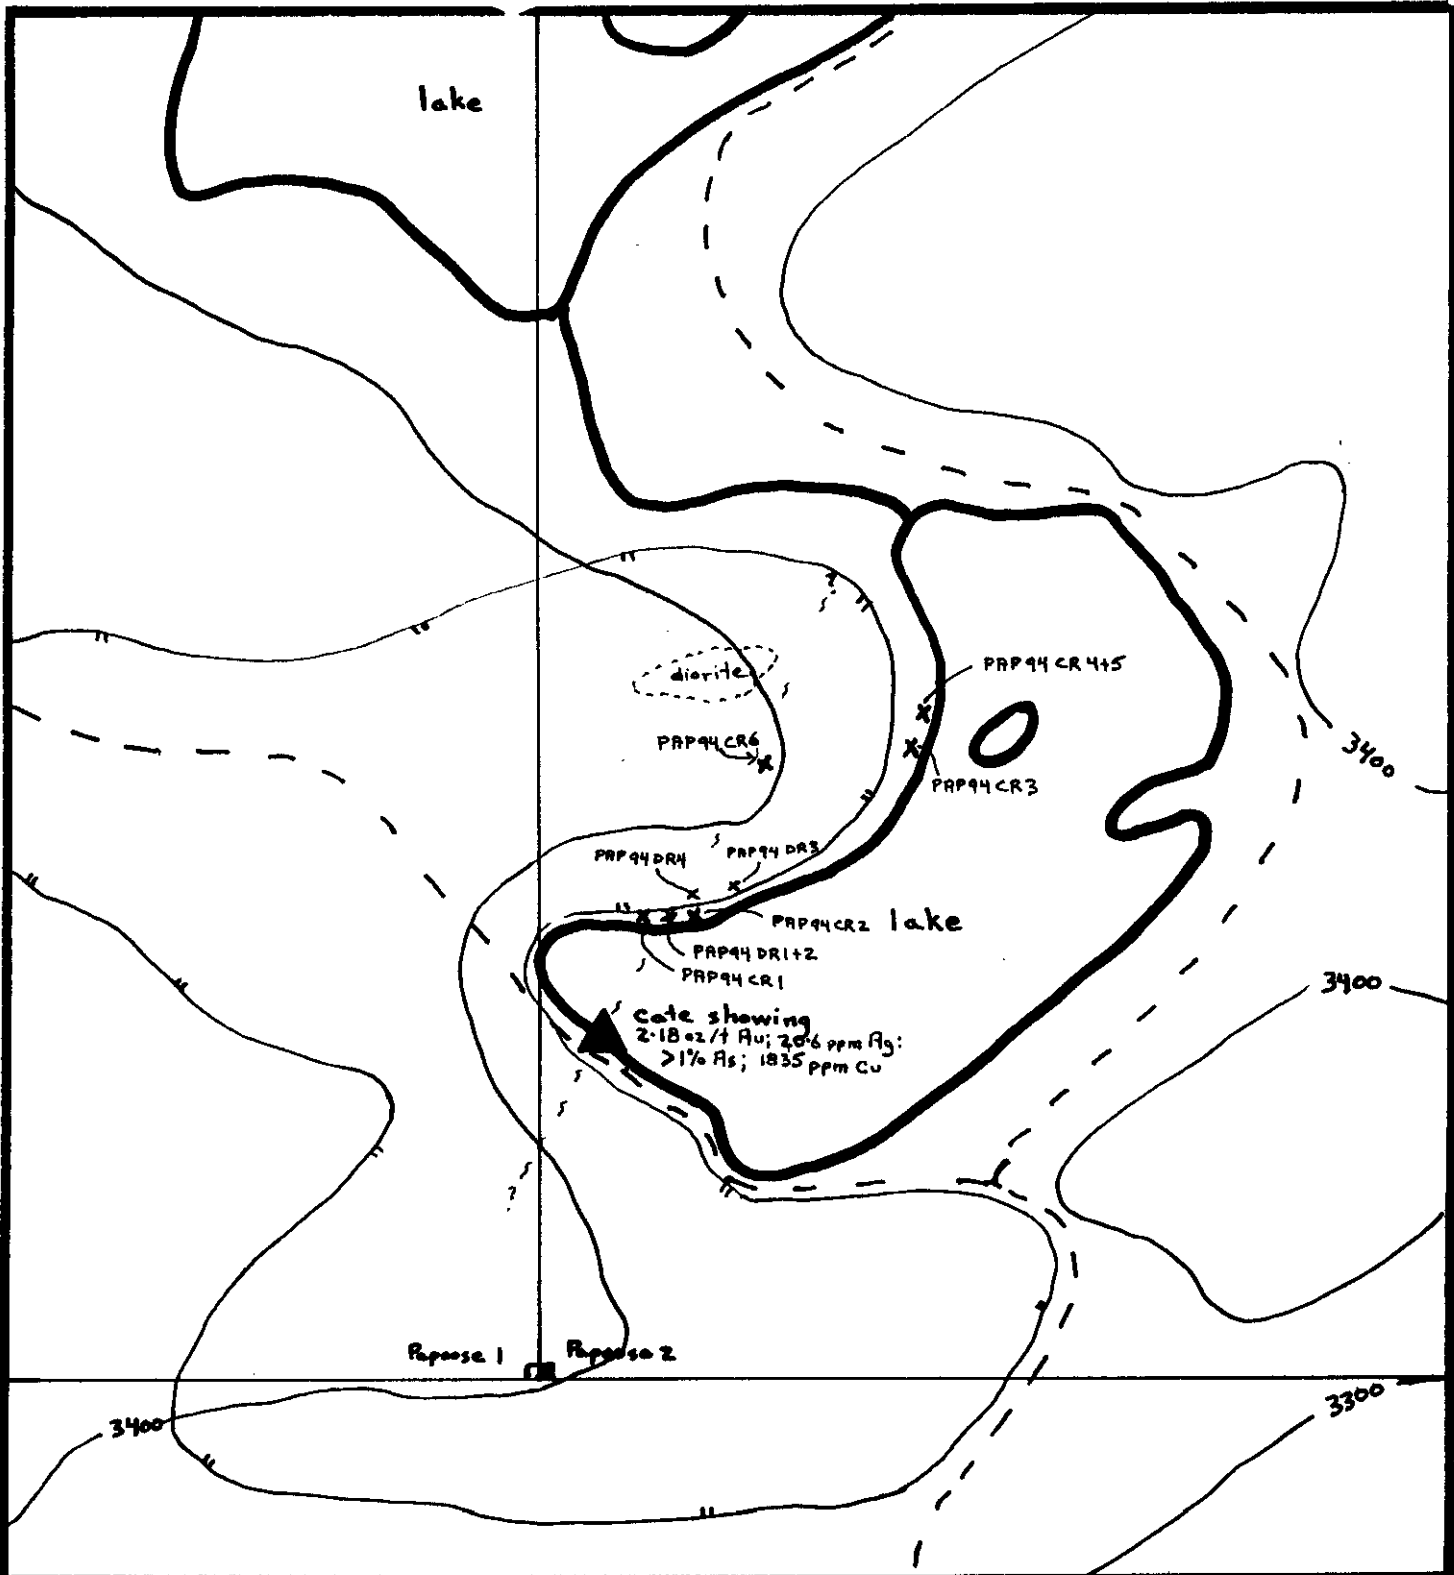 lake
diorite
PAP94 CR 4+5
PAP94 CR6
3400
PAP94 CR3
PAP94 DR4
PAP94 DR3
PAP94 CR2
lake
PAP94 DR1+2
PAP94 CR1
3400
cate showing
2.18 oz/t Au; 20.6 ppm Ag:
>1% As; 1835 ppm Cu
?
?
Papoose 1
Papoose 2
3400
3300